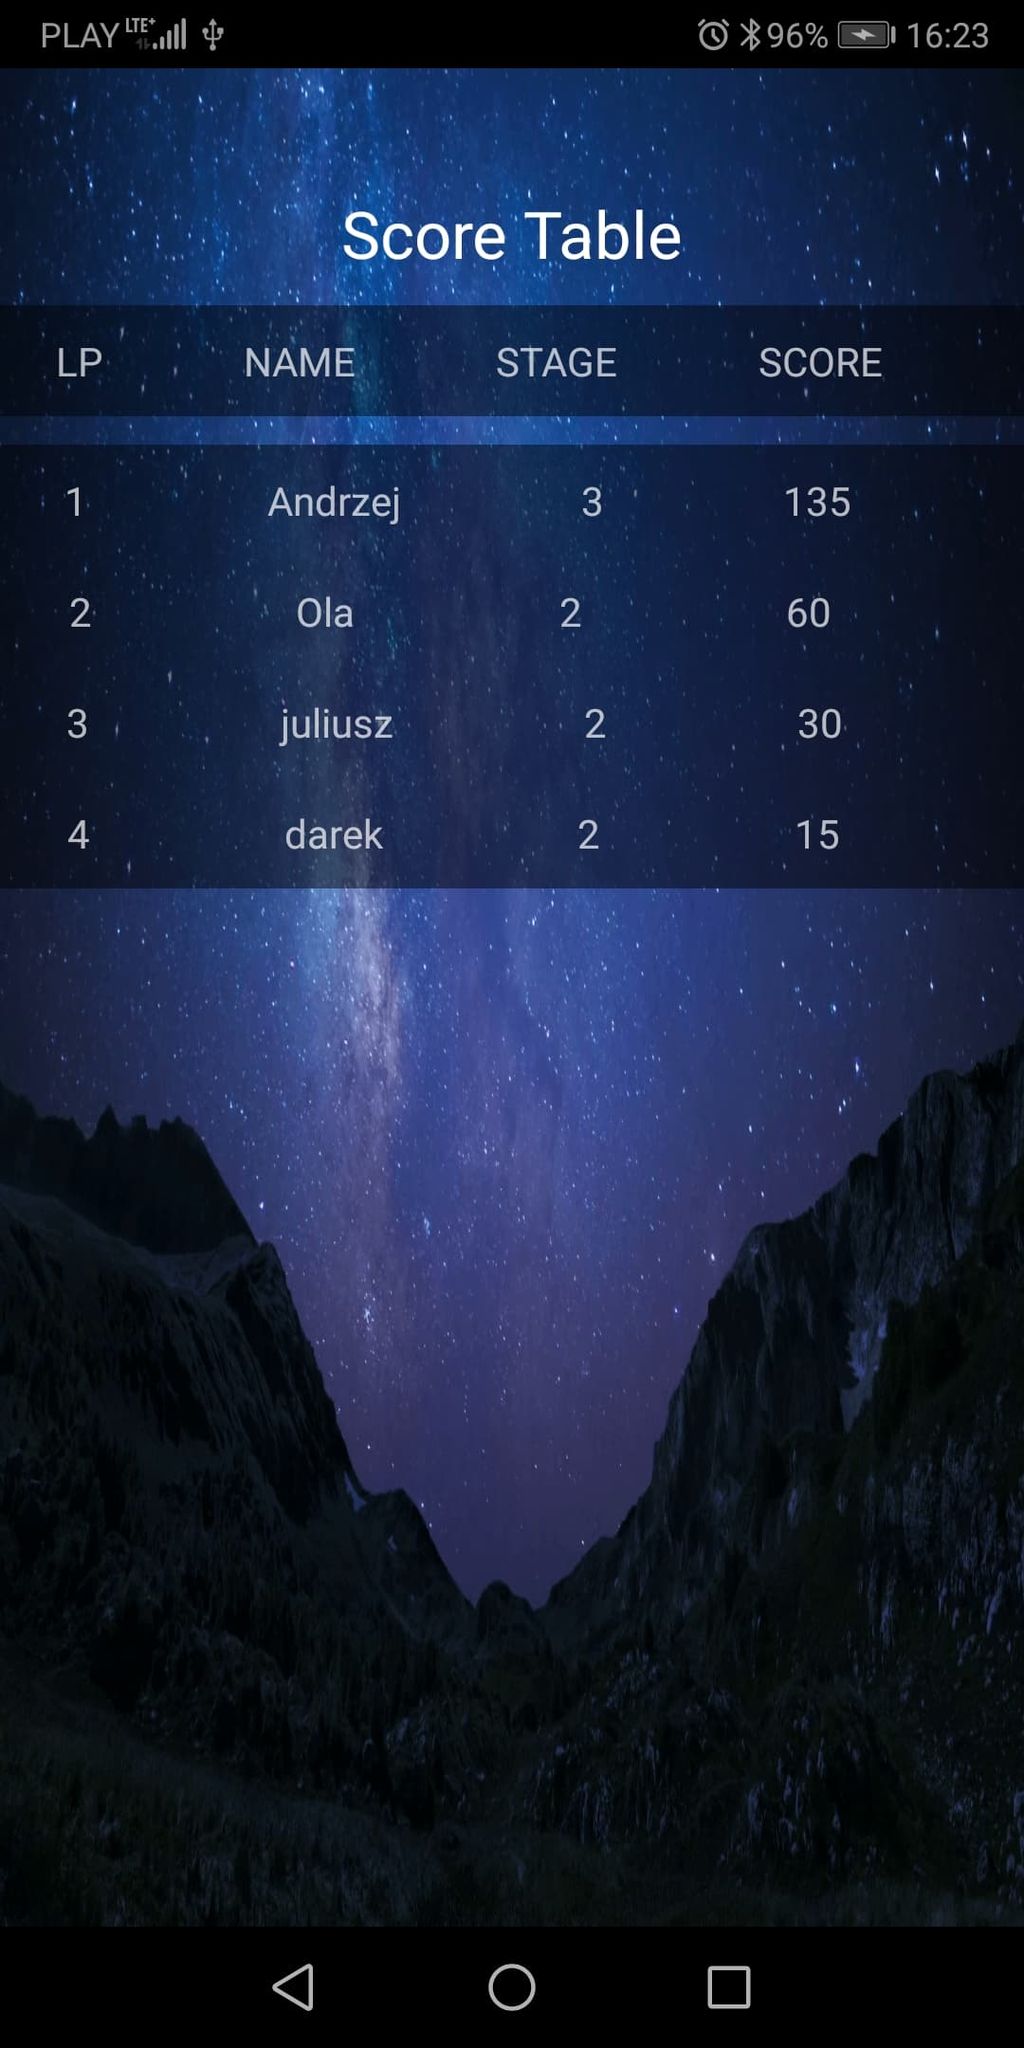 PLAY LTE+ 96% 16:23
Score Table
LP NAME STAGE SCORE
1 Andrzej 3 135
2 Ola 2 60
3 juliusz 2 30
4 darek 2 15